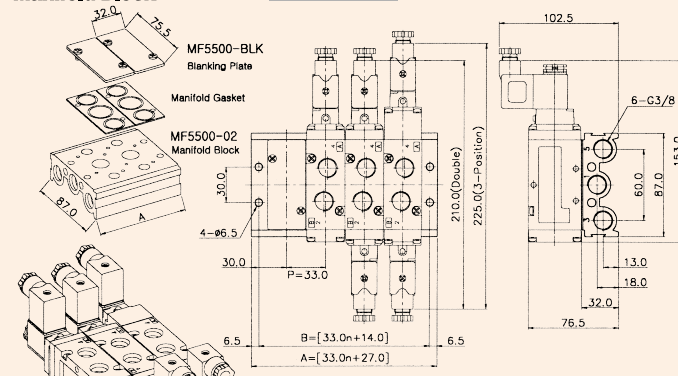 32.0
75.5
MF5500-BLK
Blanking Plate
Manifold Gasket
MF5500-02
Manifold Block
87.0
A
30.0
4-ø6.5
30.0
P=33.0
6.5
B=[33.0n+14.0]
6.5
A=[33.0n+27.0]
210.0(Double)
225.0(3-Position)
102.5
6-G3/8
60.0
87.0
153.0
13.0
18.0
32.0
76.5